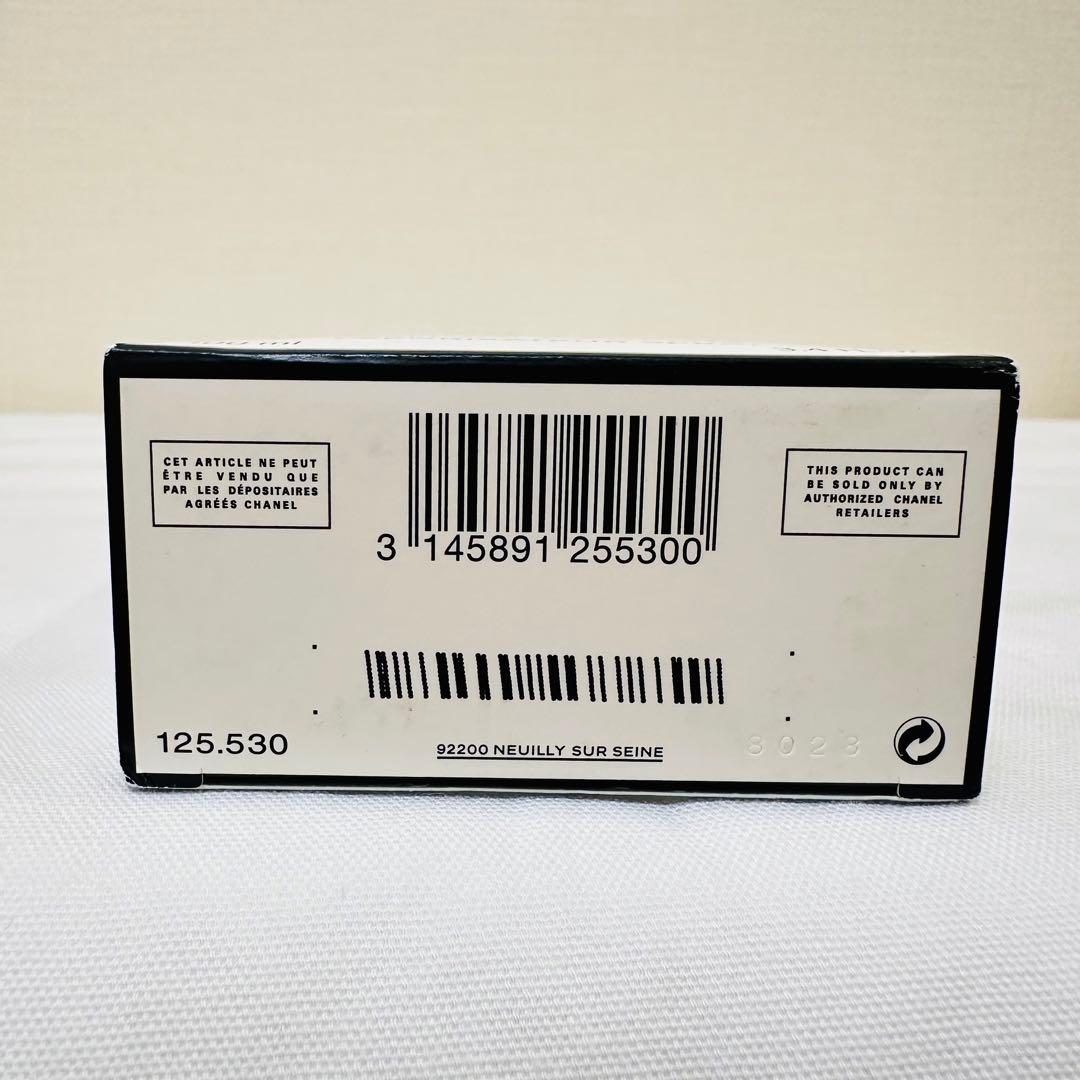 CET ARTICLE NE PEUT
ÊTRE VENDU QUE
PAR LES DÉPOSITAIRES
AGRÉÉS CHANEL
THIS PRODUCT CAN
BE SOLD ONLY BY
AUTHORIZED CHANEL
RETAILERS
3 145891 255300
125.530
92200 NEUILLY SUR SEINE